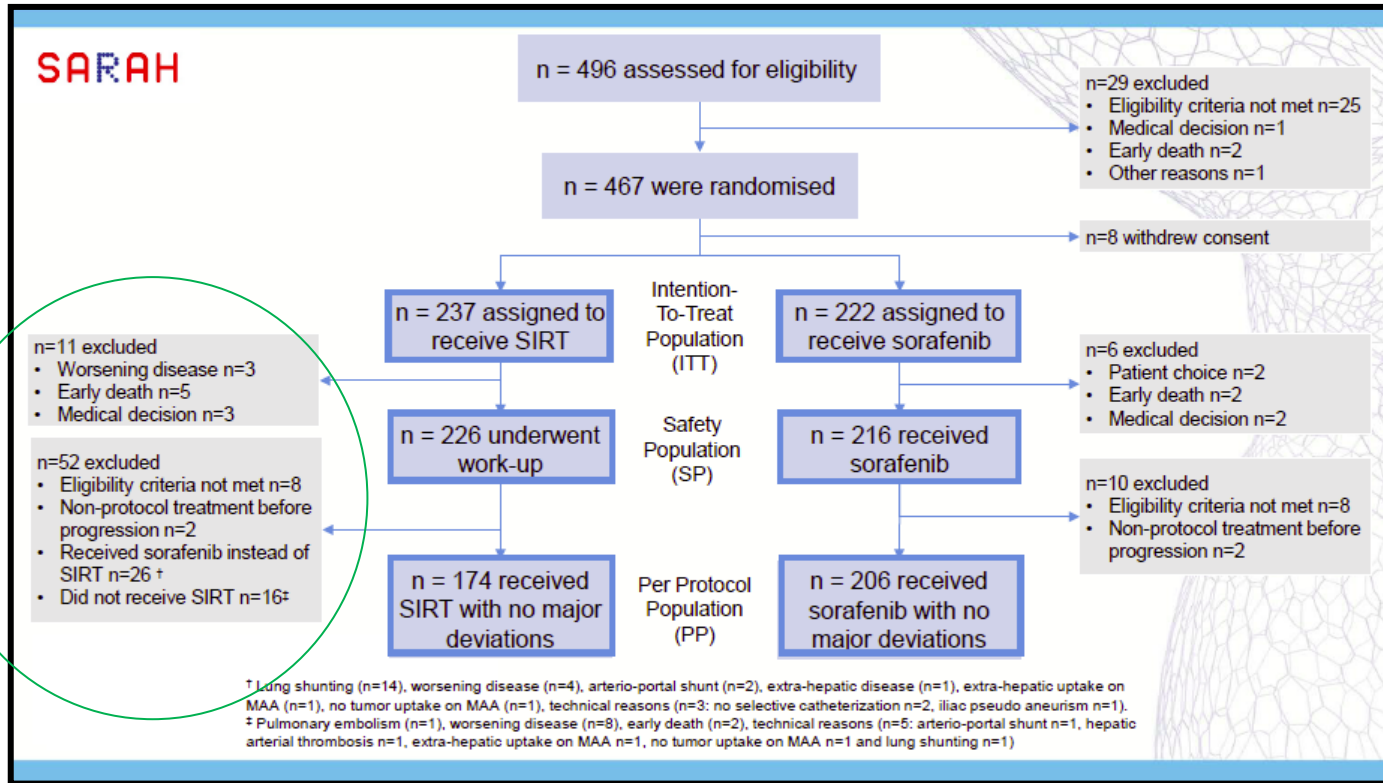 SARAH
n = 496 assessed for eligibility
n=29 excluded
• Eligibility criteria not met n=25
• Medical decision n=1
• Early death n=2
• Other reasons n=1
n = 467 were randomised
n=8 withdrew consent
n = 237 assigned to
receive SIRT
Intention-
To-Treat
Population
(ITT)
n = 222 assigned to
receive sorafenib
n=11 excluded
• Worsening disease n=3
• Early death n=5
• Medical decision n=3
n=6 excluded
• Patient choice n=2
• Early death n=2
• Medical decision n=2
n = 226 underwent
work-up
Safety
Population
(SP)
n = 216 received
sorafenib
n=52 excluded
• Eligibility criteria not met n=8
• Non-protocol treatment before
progression n=2
• Received sorafenib instead of
SIRT n=26 †
• Did not receive SIRT n=16‡
n=10 excluded
• Eligibility criteria not met n=8
• Non-protocol treatment before
progression n=2
n = 174 received
SIRT with no major
deviations
Per Protocol
Population
(PP)
n = 206 received
sorafenib with no
major deviations
† Lung shunting (n=14), worsening disease (n=4), arterio-portal shunt (n=2), extra-hepatic disease (n=1), extra-hepatic uptake on
MAA (n=1), no tumor uptake on MAA (n=1), technical reasons (n=3: no selective catheterization n=2, iliac pseudo aneurism n=1).
‡ Pulmonary embolism (n=1), worsening disease (n=8), early death (n=2), technical reasons (n=5: arterio-portal shunt n=1, hepatic
arterial thrombosis n=1, extra-hepatic uptake on MAA n=1, no tumor uptake on MAA n=1 and lung shunting n=1)